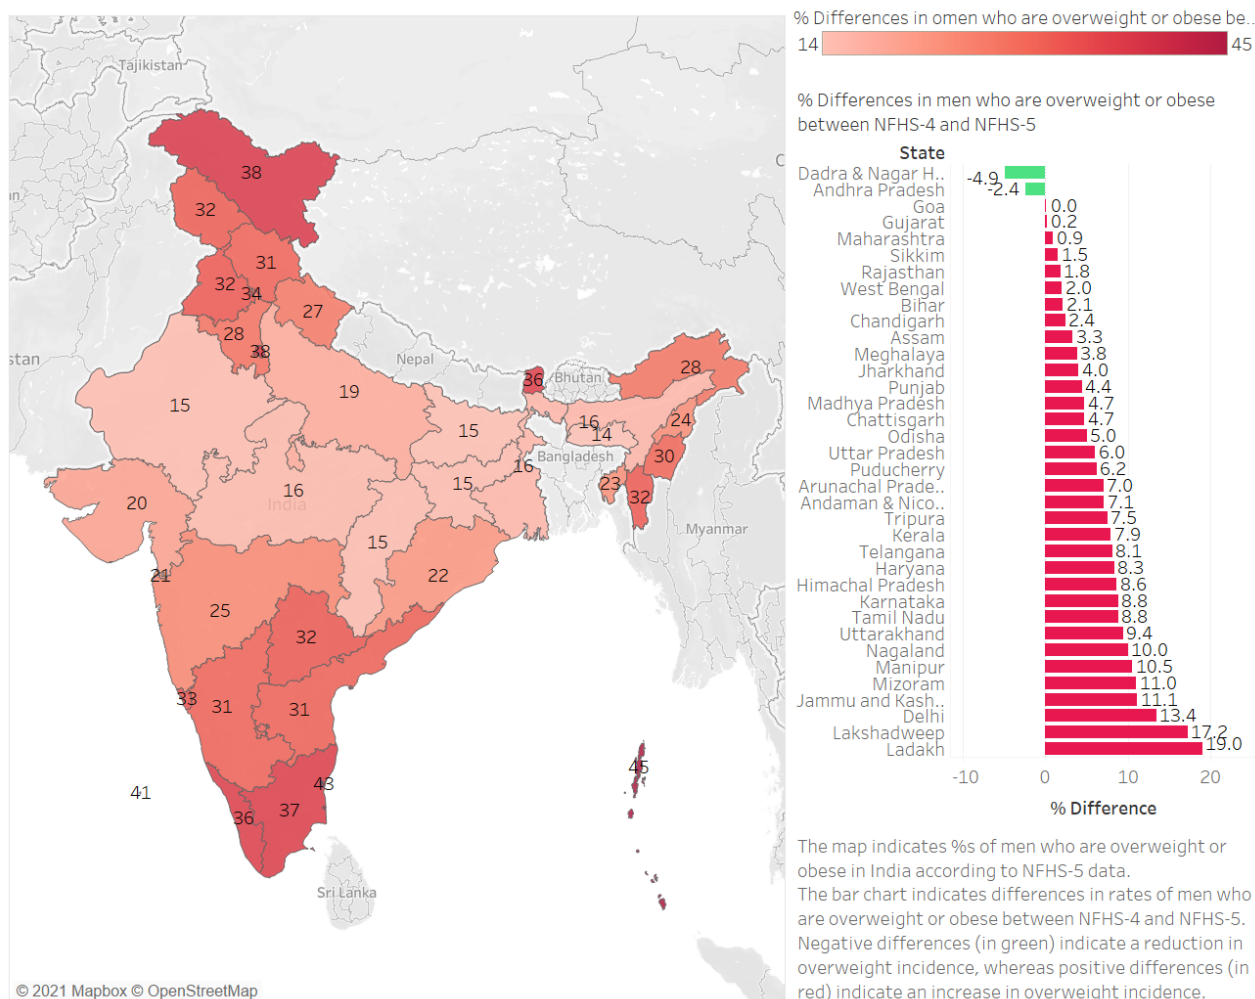 % Differences in omen who are overweight or obese be..
14
45
% Differences in men who are overweight or obese
between NFHS-4 and NFHS-5
State
Dadra & Nagar H.. -4.9
Andhra Pradesh -2.4
Goa 0.0
Gujarat 0.2
Maharashtra 0.9
Sikkim 1.5
Rajasthan 1.8
West Bengal 2.0
Bihar 2.1
Chandigarh 2.4
Assam 3.3
Meghalaya 3.8
Jharkhand 4.0
Punjab 4.4
Madhya Pradesh 4.7
Chattisgarh 4.7
Odisha 5.0
Uttar Pradesh 6.0
Puducherry 6.2
Arunachal Prade.. 7.0
Andaman & Nico.. 7.1
Tripura 7.5
Kerala 7.9
Telangana 8.1
Haryana 8.3
Himachal Pradesh 8.6
Karnataka 8.8
Tamil Nadu 8.8
Uttarakhand 9.4
Nagaland 10.0
Manipur 10.5
Mizoram 11.0
Jammu and Kash.. 11.1
Delhi 13.4
Lakshadweep 17.2
Ladakh 19.0
-10 0 10 20
% Difference
The map indicates %s of men who are overweight or
obese in India according to NFHS-5 data.
The bar chart indicates differences in rates of men who
are overweight or obese between NFHS-4 and NFHS-5.
Negative differences (in green) indicate a reduction in
overweight incidence, whereas positive differences (in
red) indicate an increase in overweight incidence.
Tajikistan
38
32
31
32
34
27
28
38
stan
Nepal
36
Bhutan
28
19
15
15
16
14
24
Bangladesh
30
16
15
23
32
16
India
20
Myanmar
15
21
22
25
32
33
31
31
45
41
43
36
37
Sri Lanka
© 2021 Mapbox © OpenStreetMap